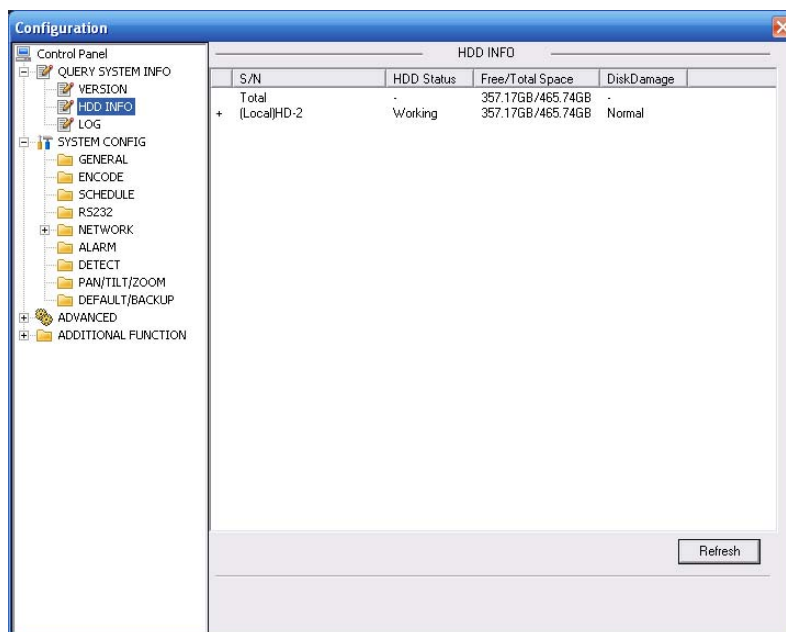 Configuration
Control Panel
QUERY SYSTEM INFO
VERSION
HDD INFO
LOG
SYSTEM CONFIG
GENERAL
ENCODE
SCHEDULE
RS232
NETWORK
ALARM
DETECT
PAN/TILT/ZOOM
DEFAULT/BACKUP
ADVANCED
ADDITIONAL FUNCTION
HDD INFO
S/N HDD Status Free/Total Space DiskDamage
Total - 357.17GB/465.74GB -
+ (Local)HD-2 Working 357.17GB/465.74GB Normal
Refresh